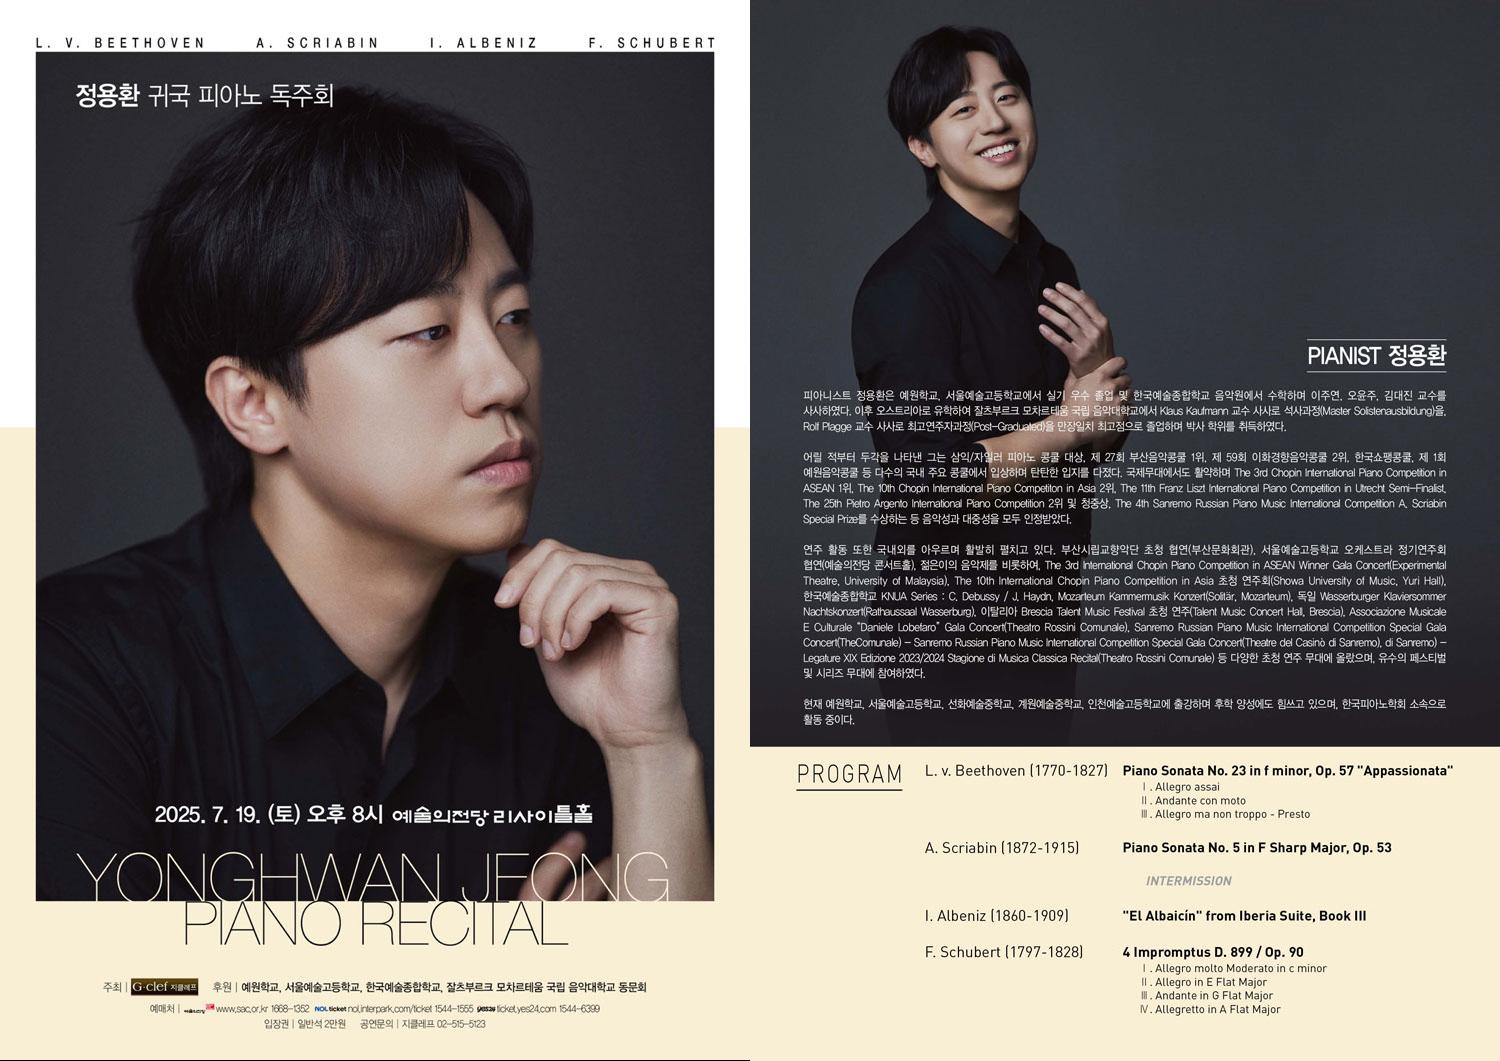 L. V. BEETHOVEN A. SCRIABIN I. ALBENIZ F. SCHUBERT
정용환 귀국 피아노 독주회
2025. 7. 19. (토) 오후 8시 예술의전당 리사이틀홀
YONGHWAN JEONG
PIANO RECITAL
주최 | G·clef 지클레프 후원 | 예원학교, 서울예술고등학교, 한국예술종합학교, 잘츠부르크 모차르테움 국립 음악대학교 동문회
예매처 | 예술의전당 www.sac.or.kr 1668-1352 NOL ticket nol.interpark.com/ticket 1544-1555 yes24 ticket.yes24.com 1544-6399
입장권 | 일반석 2만원 공연문의 | 지클레프 02-515-5123
PIANIST 정용환
피아니스트 정용환은 예원학교, 서울예술고등학교에서 실기 우수 졸업 및 한국예술종합학교 음악원에서 수학하며 이주연, 오윤주, 김대진 교수를
사사하였다. 이후 오스트리아로 유학하여 잘츠부르크 모차르테움 국립 음악대학교에서 Klaus Kaufmann 교수 사사로 석사과정(Master Solistenausbildung)을,
Rolf Plagge 교수 사사로 최고연주자과정(Post-Graduated)을 만장일치 최고점으로 졸업하며 박사 학위를 취득하였다.
어릴 적부터 두각을 나타낸 그는 삼익/자일러 피아노 콩쿨 대상, 제 27회 부산음악콩쿨 1위, 제 59회 이화경향음악콩쿨 2위, 한국쇼팽콩쿨, 제 1회
예원음악콩쿨 등 다수의 국내 주요 콩쿨에서 입상하며 탄탄한 입지를 다졌다. 국제무대에서도 활약하며 The 3rd Chopin International Piano Competition in
ASEAN 1위, The 10th Chopin International Piano Competiton in Asia 2위, The 11th Franz Liszt International Piano Competition in Utrecht Semi-Finalist,
The 25th Pietro Argento International Piano Competition 2위 및 청중상, The 4th Sanremo Russian Piano Music International Competition A. Scriabin
Special Prize를 수상하는 등 음악성과 대중성을 모두 인정받았다.
연주 활동 또한 국내외를 아우르며 활발히 펼치고 있다. 부산시립교향악단 초청 협연(부산문화회관), 서울예술고등학교 오케스트라 정기연주회
협연(예술의전당 콘서트홀), 젊은이의 음악제를 비롯하여, The 3rd International Chopin Piano Competition in ASEAN Winner Gala Concert(Experimental
Theatre, University of Malaysia), The 10th International Chopin Piano Competition in Asia 초청 연주회(Showa University of Music, Yuri Hall),
한국예술종합학교 KNUA Series : C. Debussy / J. Haydn, Mozarteum Kammermusik Konzert(Solitär, Mozarteum), 독일 Wasserburger Klaviersommer
Nachtskonzert(Rathaussaal Wasserburg), 이탈리아 Brescia Talent Music Festival 초청 연주(Talent Music Concert Hall, Brescia), Associazione Musicale
E Culturale "Daniele Lobefaro" Gala Concert(Theatro Rossini Comunale), Sanremo Russian Piano Music International Competition Special Gala
Concert(TheComunale) - Sanremo Russian Piano Music International Competition Special Gala Concert(Theatre del Casinò di Sanremo), di Sanremo) -
Legature XIX Edizione 2023/2024 Stagione di Musica Classica Recital(Theatro Rossini Comunale) 등 다양한 초청 연주 무대에 올랐으며, 유수의 페스티벌
및 시리즈 무대에 참여하였다.
현재 예원학교, 서울예술고등학교, 선화예술중학교, 계원예술중학교, 인천예술고등학교에 출강하며 후학 양성에도 힘쓰고 있으며, 한국피아노학회 소속으로
활동 중이다.
PROGRAM
L. v. Beethoven (1770-1827) Piano Sonata No. 23 in f minor, Op. 57 "Appassionata"
Ⅰ. Allegro assai
Ⅱ. Andante con moto
Ⅲ. Allegro ma non troppo - Presto
A. Scriabin (1872-1915) Piano Sonata No. 5 in F Sharp Major, Op. 53
INTERMISSION
I. Albeniz (1860-1909) "El Albaicín" from Iberia Suite, Book III
F. Schubert (1797-1828) 4 Impromptus D. 899 / Op. 90
Ⅰ. Allegro molto Moderato in c minor
Ⅱ. Allegro in E Flat Major
Ⅲ. Andante in G Flat Major
Ⅳ. Allegretto in A Flat Major